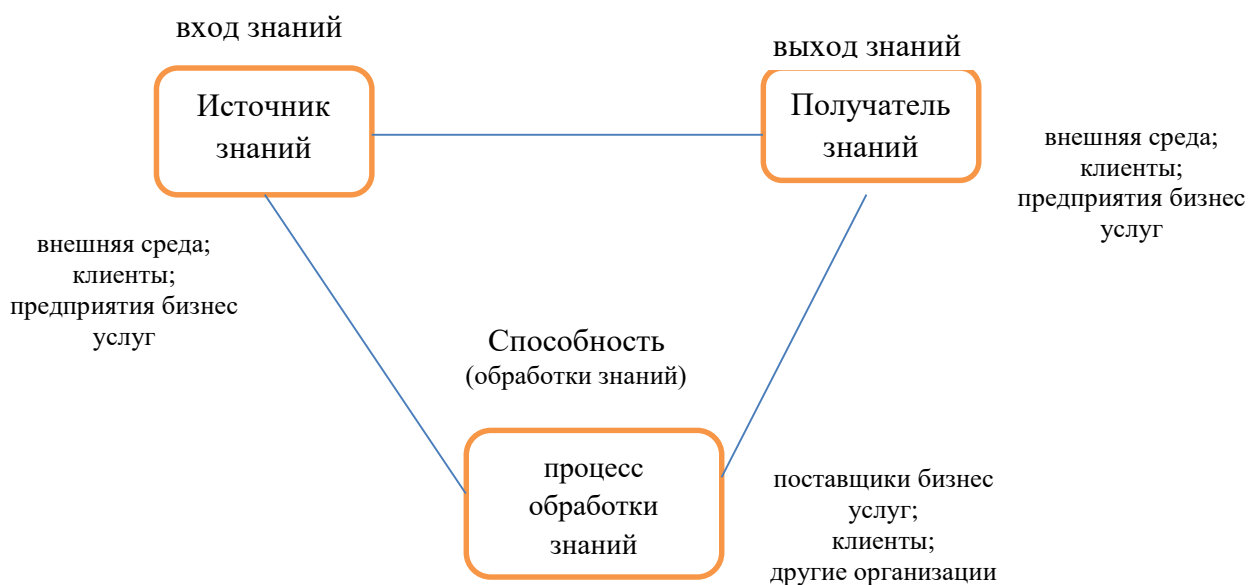 вход знаний
выход знаний
Источник
знаний
Получатель
знаний
внешняя среда;
клиенты;
предприятия бизнес
услуг
внешняя среда;
клиенты;
предприятия бизнес
услуг
Способность
(обработки знаний)
процесс
обработки
знаний
поставщики бизнес
услуг;
клиенты;
другие организации